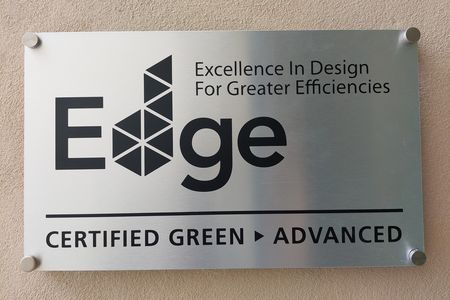 Edge
Excellence In Design
For Greater Efficiencies
CERTIFIED GREEN ▸ ADVANCED